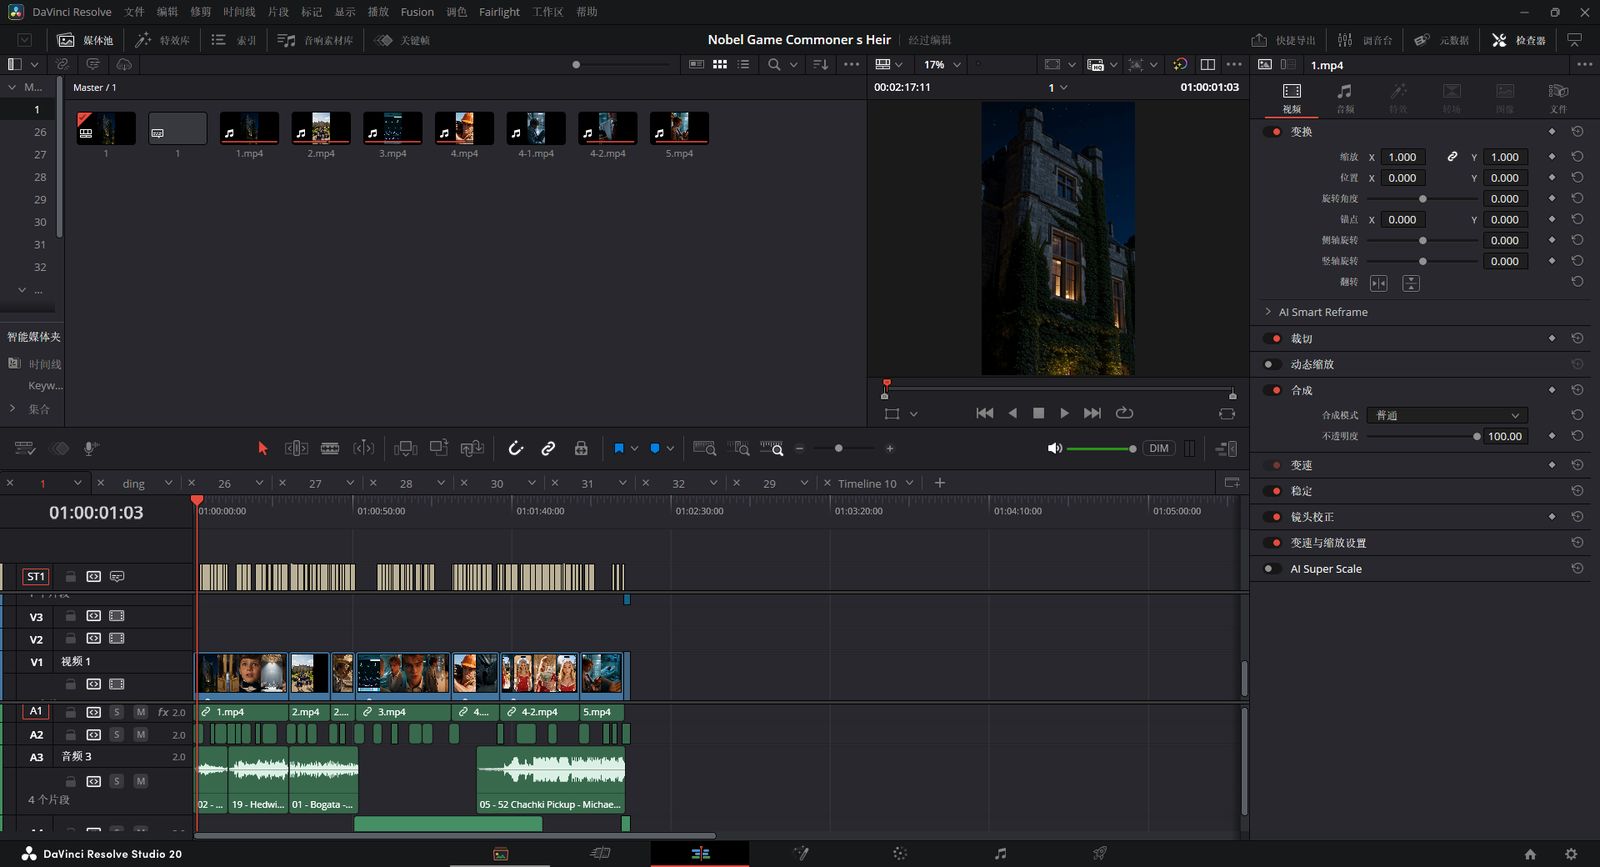 DaVinci Resolve 文件 编辑 修剪 时间线 片段 标记 显示 播放 Fusion 调色 Fairlight 工作区 帮助
媒体池 特效库 索引 音响素材库 关键帧 Nobel Game Commoner s Heir 经过编辑 快捷导出 调音台 元数据 检查器
17% 1.mp4
M... Master / 1 00:02:17:11 1 01:00:01:03
视频 音频 特效 转场 图像 文件
1
26
27
28
29
30
31
32
...
1 1 1.mp4 2.mp4 3.mp4 4.mp4 4-1.mp4 4-2.mp4 5.mp4
智能媒体夹
时间线
Keyw...
集合
变换
缩放 X 1.000 Y 1.000
位置 X 0.000 Y 0.000
旋转角度 0.000
锚点 X 0.000 Y 0.000
侧轴旋转 0.000
竖轴旋转 0.000
翻转
AI Smart Reframe
裁切
动态缩放
合成
合成模式 普通
不透明度 100.00
变速
稳定
镜头校正
变速与缩放设置
AI Super Scale
DIM
1 ding 26 27 28 30 31 32 29 Timeline 10
01:00:01:03 01:00:00:00 01:00:50:00 01:01:40:00 01:02:30:00 01:03:20:00 01:04:10:00 01:05:00:00
ST1
V3
V2
V1 视频 1
A1 S M fx 2.0 1.mp4 2.mp4 2.... 3.mp4 4.... 4-2.mp4 5.mp4
A2 S M 2.0
A3 音频 3 2.0
S M
4 个片段 02 - ... 19 - Hedwi... 01 - Bogata -... 05 - 52 Chachki Pickup - Michae...
DaVinci Resolve Studio 20